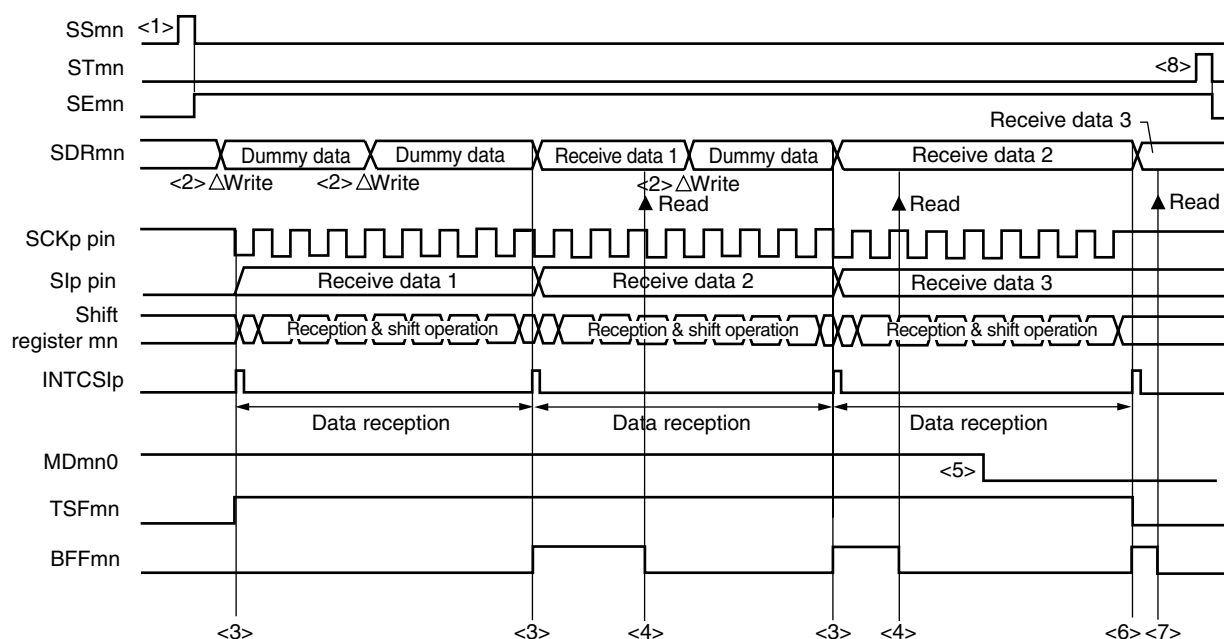 SSmn <1>
STmn <8>
SEmn
Receive data 3
SDRmn Dummy data Dummy data Receive data 1 Dummy data Receive data 2
<2> △Write <2> △Write <2> △Write
▲ Read ▲ Read ▲ Read
SCKp pin
SIp pin Receive data 1 Receive data 2 Receive data 3
Shift
register mn Reception & shift operation Reception & shift operation Reception & shift operation
INTCSIp
Data reception Data reception Data reception
MDmn0 <5>
TSFmn
BFFmn
<3> <3> <4> <3> <4> <6> <7>